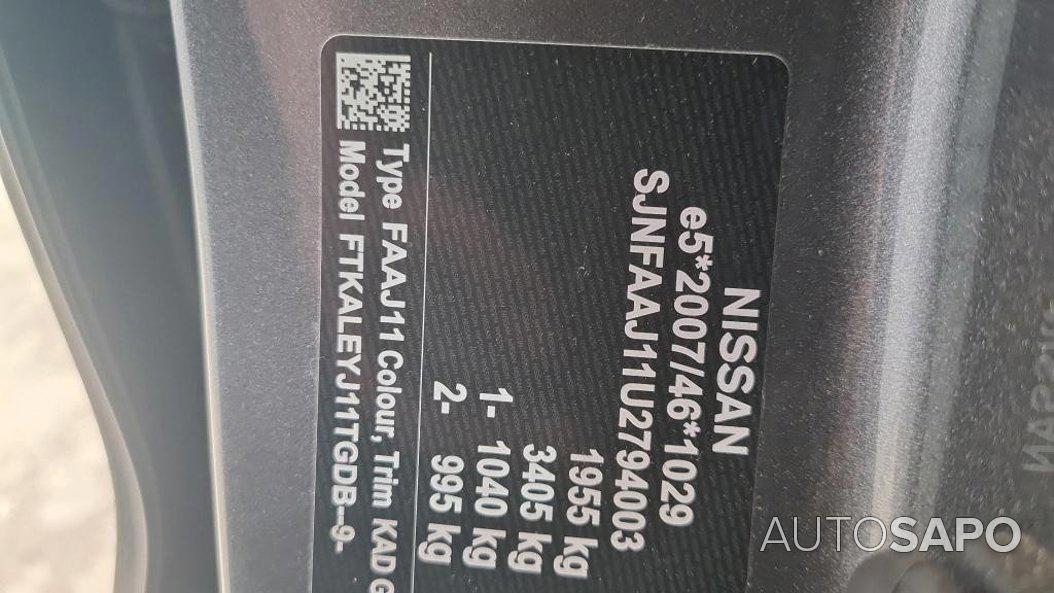 NISSAN
e5*2007/46*1029
SJNFAAJ11U2794003
1955 kg
3405 kg
1- 1040 kg
2- 995 kg
Type FAAJ11 Colour, Trim KAD G
Model FTKALEYJ11TGDB--9-
AUTOSAPO